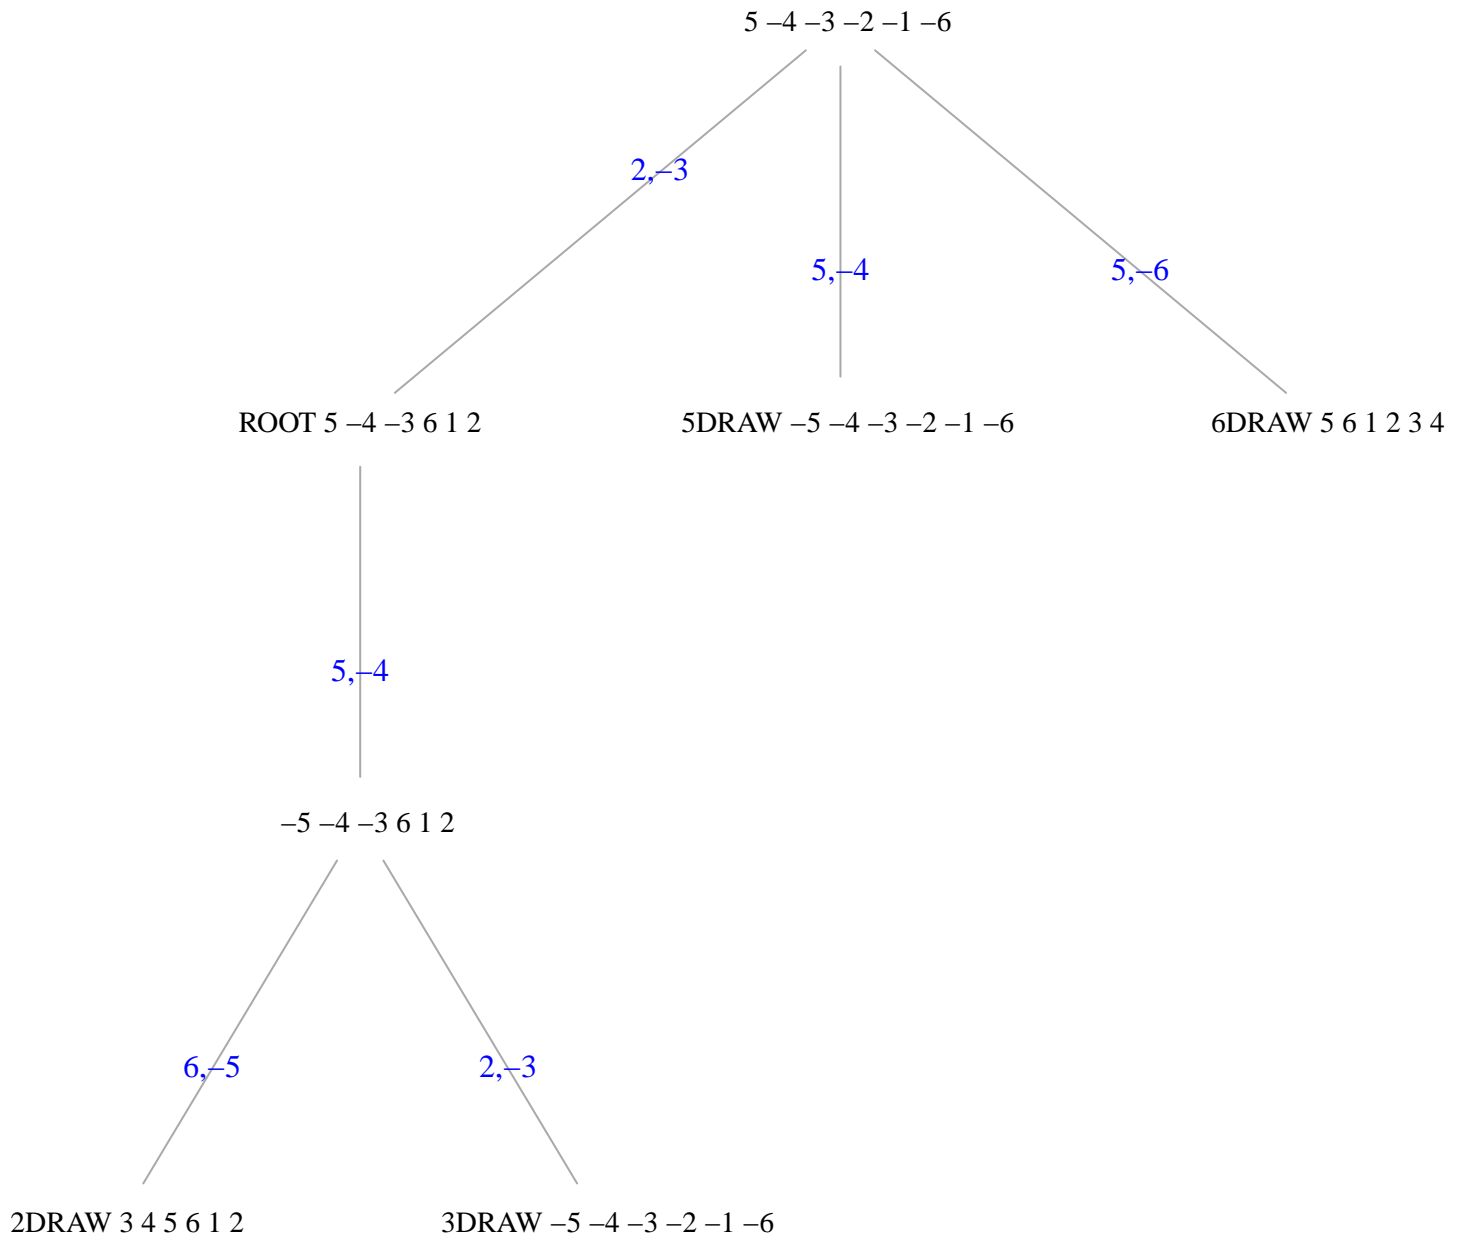 5 –4 –3 –2 –1 –6
2,–3
5,–4
5,–6
ROOT 5 –4 –3 6 1 2
5DRAW –5 –4 –3 –2 –1 –6
6DRAW 5 6 1 2 3 4
5,–4
–5 –4 –3 6 1 2
6,–5
2,–3
2DRAW 3 4 5 6 1 2
3DRAW –5 –4 –3 –2 –1 –6